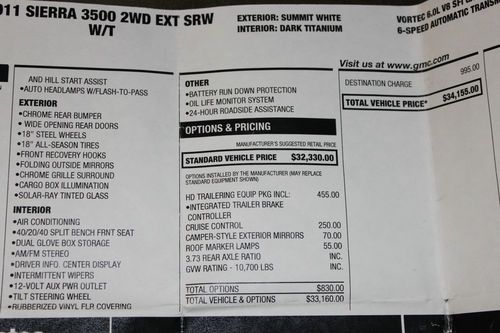 011 SIERRA 3500 2WD EXT SRW
W/T
EXTERIOR: SUMMIT WHITE
INTERIOR: DARK TITANIUM
VORTEC 6.0L V8 SFI
6-SPEED AUTOMATIC TRANSM
AND HILL START ASSIST
•AUTO HEADLAMPS W/FLASH-TO-PASS
EXTERIOR
•CHROME REAR BUMPER
• WIDE OPENING REAR DOORS
•18" STEEL WHEELS
•18" ALL-SEASON TIRES
•FRONT RECOVERY HOOKS
•FOLDING OUTSIDE MIRRORS
•CHROME GRILLE SURROUND
•CARGO BOX ILLUMINATION
•SOLAR-RAY TINTED GLASS
INTERIOR
•AIR CONDITIONING
•40/20/40 SPLIT BENCH FRNT SEAT
•DUAL GLOVE BOX STORAGE
•AM/FM STEREO
•DRIVER INFO. CENTER DISPLAY
•INTERMITTENT WIPERS
•12-VOLT AUX PWR OUTLET
•TILT STEERING WHEEL
•RUBBERIZED VINYL FLR COVERING
OTHER
•BATTERY RUN DOWN PROTECTION
•OIL LIFE MONITOR SYSTEM
•24-HOUR ROADSIDE ASSISTANCE
OPTIONS & PRICING
MANUFACTURER'S SUGGESTED RETAIL PRICE
STANDARD VEHICLE PRICE $32,330.00
OPTIONS INSTALLED BY THE MANUFACTURER (MAY REPLACE
STANDARD EQUIPMENT SHOWN)
HD TRAILERING EQUIP PKG INCL: 455.00
•INTEGRATED TRAILER BRAKE
CONTROLLER
CRUISE CONTROL 250.00
CAMPER-STYLE EXTERIOR MIRRORS 70.00
ROOF MARKER LAMPS 55.00
3.73 REAR AXLE RATIO INC.
GVW RATING - 10,700 LBS INC.
TOTAL OPTIONS $830.00
TOTAL VEHICLE & OPTIONS $33,160.00
Visit us at www.gmc.com
DESTINATION CHARGE 995.00
TOTAL VEHICLE PRICE* $34,155.00